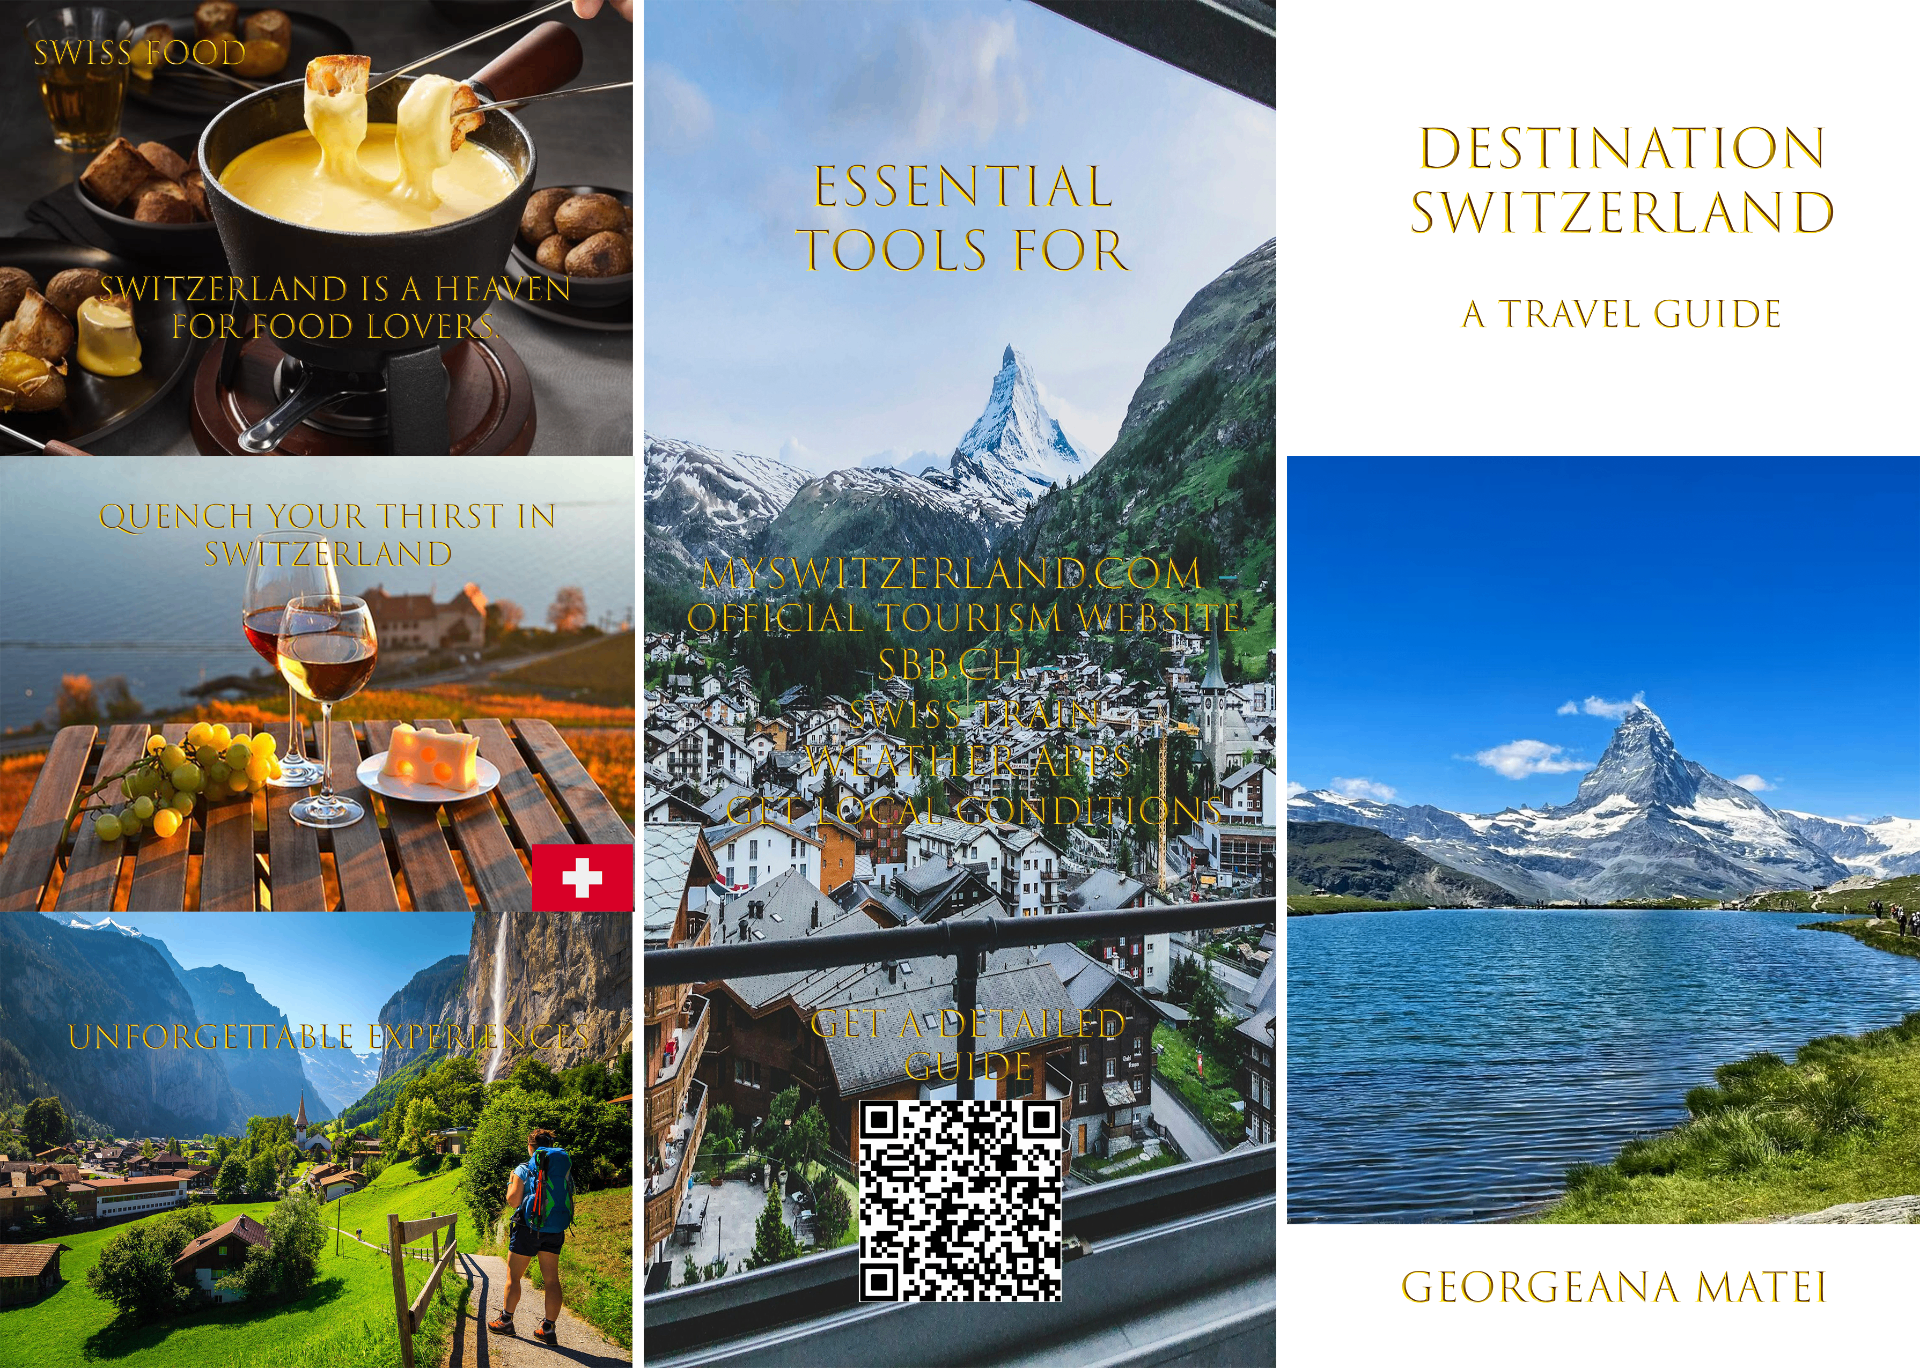 SWISS FOOD
SWITZERLAND IS A HEAVEN
FOR FOOD LOVERS.
QUENCH YOUR THIRST IN
SWITZERLAND
UNFORGETTABLE EXPERIENCES
ESSENTIAL
TOOLS FOR
MYSWITZERLAND.COM –
OFFICIAL TOURISM WEBSITE.
SBB.CH
SWISS TRAIN
WEATHER APPS
GET LOCAL CONDITIONS
GET A DETAILED
GUIDE
DESTINATION
SWITZERLAND
A TRAVEL GUIDE
GEORGEANA MATEI